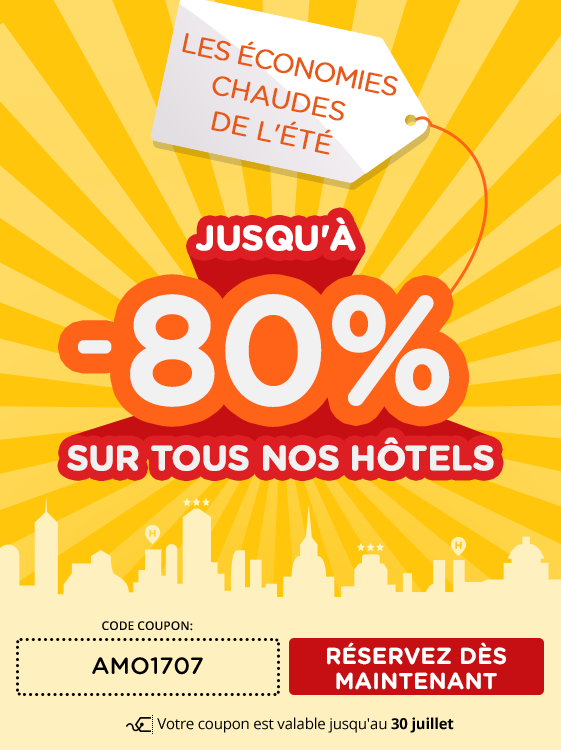 LES ÉCONOMIES
CHAUDES
DE L'ÉTÉ
JUSQU'À
-80%
SUR TOUS NOS HÔTELS
H
H
CODE COUPON:
AMO1707
RÉSERVEZ DÈS
MAINTENANT
Votre coupon est valable jusqu'au 30 juillet